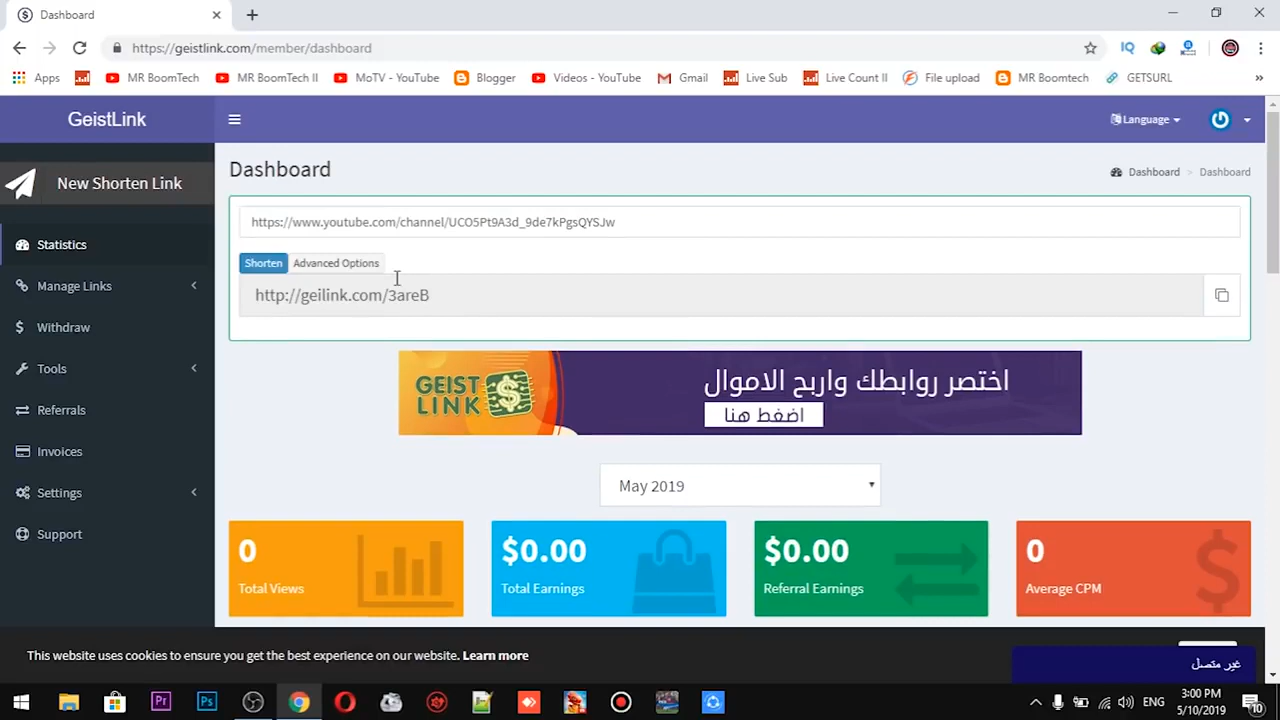 Dashboard
https://geistlink.com/member/dashboard
Apps
MR BoomTech
MR BoomTech II
MoTV - YouTube
Blogger
Videos - YouTube
Gmail
Live Sub
Live Count II
File upload
MR Boomtech
GETSURL
»
GeistLink
Language
New Shorten Link
Dashboard
Dashboard > Dashboard
https://www.youtube.com/channel/UCO5Pt9A3d_9de7kPgsQYSJw
Shorten
Advanced Options
http://geilink.com/3areB
Statistics
Manage Links
Withdraw
Tools
Referrals
Invoices
Settings
Support
GEIST
LINK
اختصر روابطك واربح الاموال
اضغط هنا
May 2019
0
Total Views
$0.00
Total Earnings
$0.00
Referral Earnings
0
Average CPM
This website uses cookies to ensure you get the best experience on our website. Learn more
غير متصل
ENG
3:00 PM
5/10/2019
10